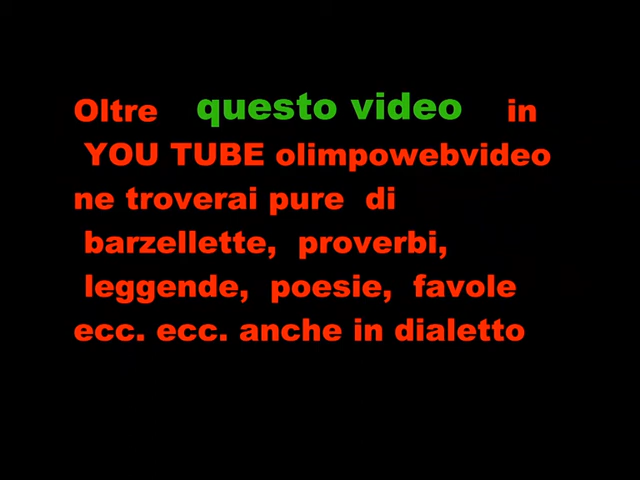 Oltre questo video in
YOU TUBE olimpowebvideo
ne troverai pure di
barzellette, proverbi,
leggende, poesie, favole
ecc. ecc. anche in dialetto